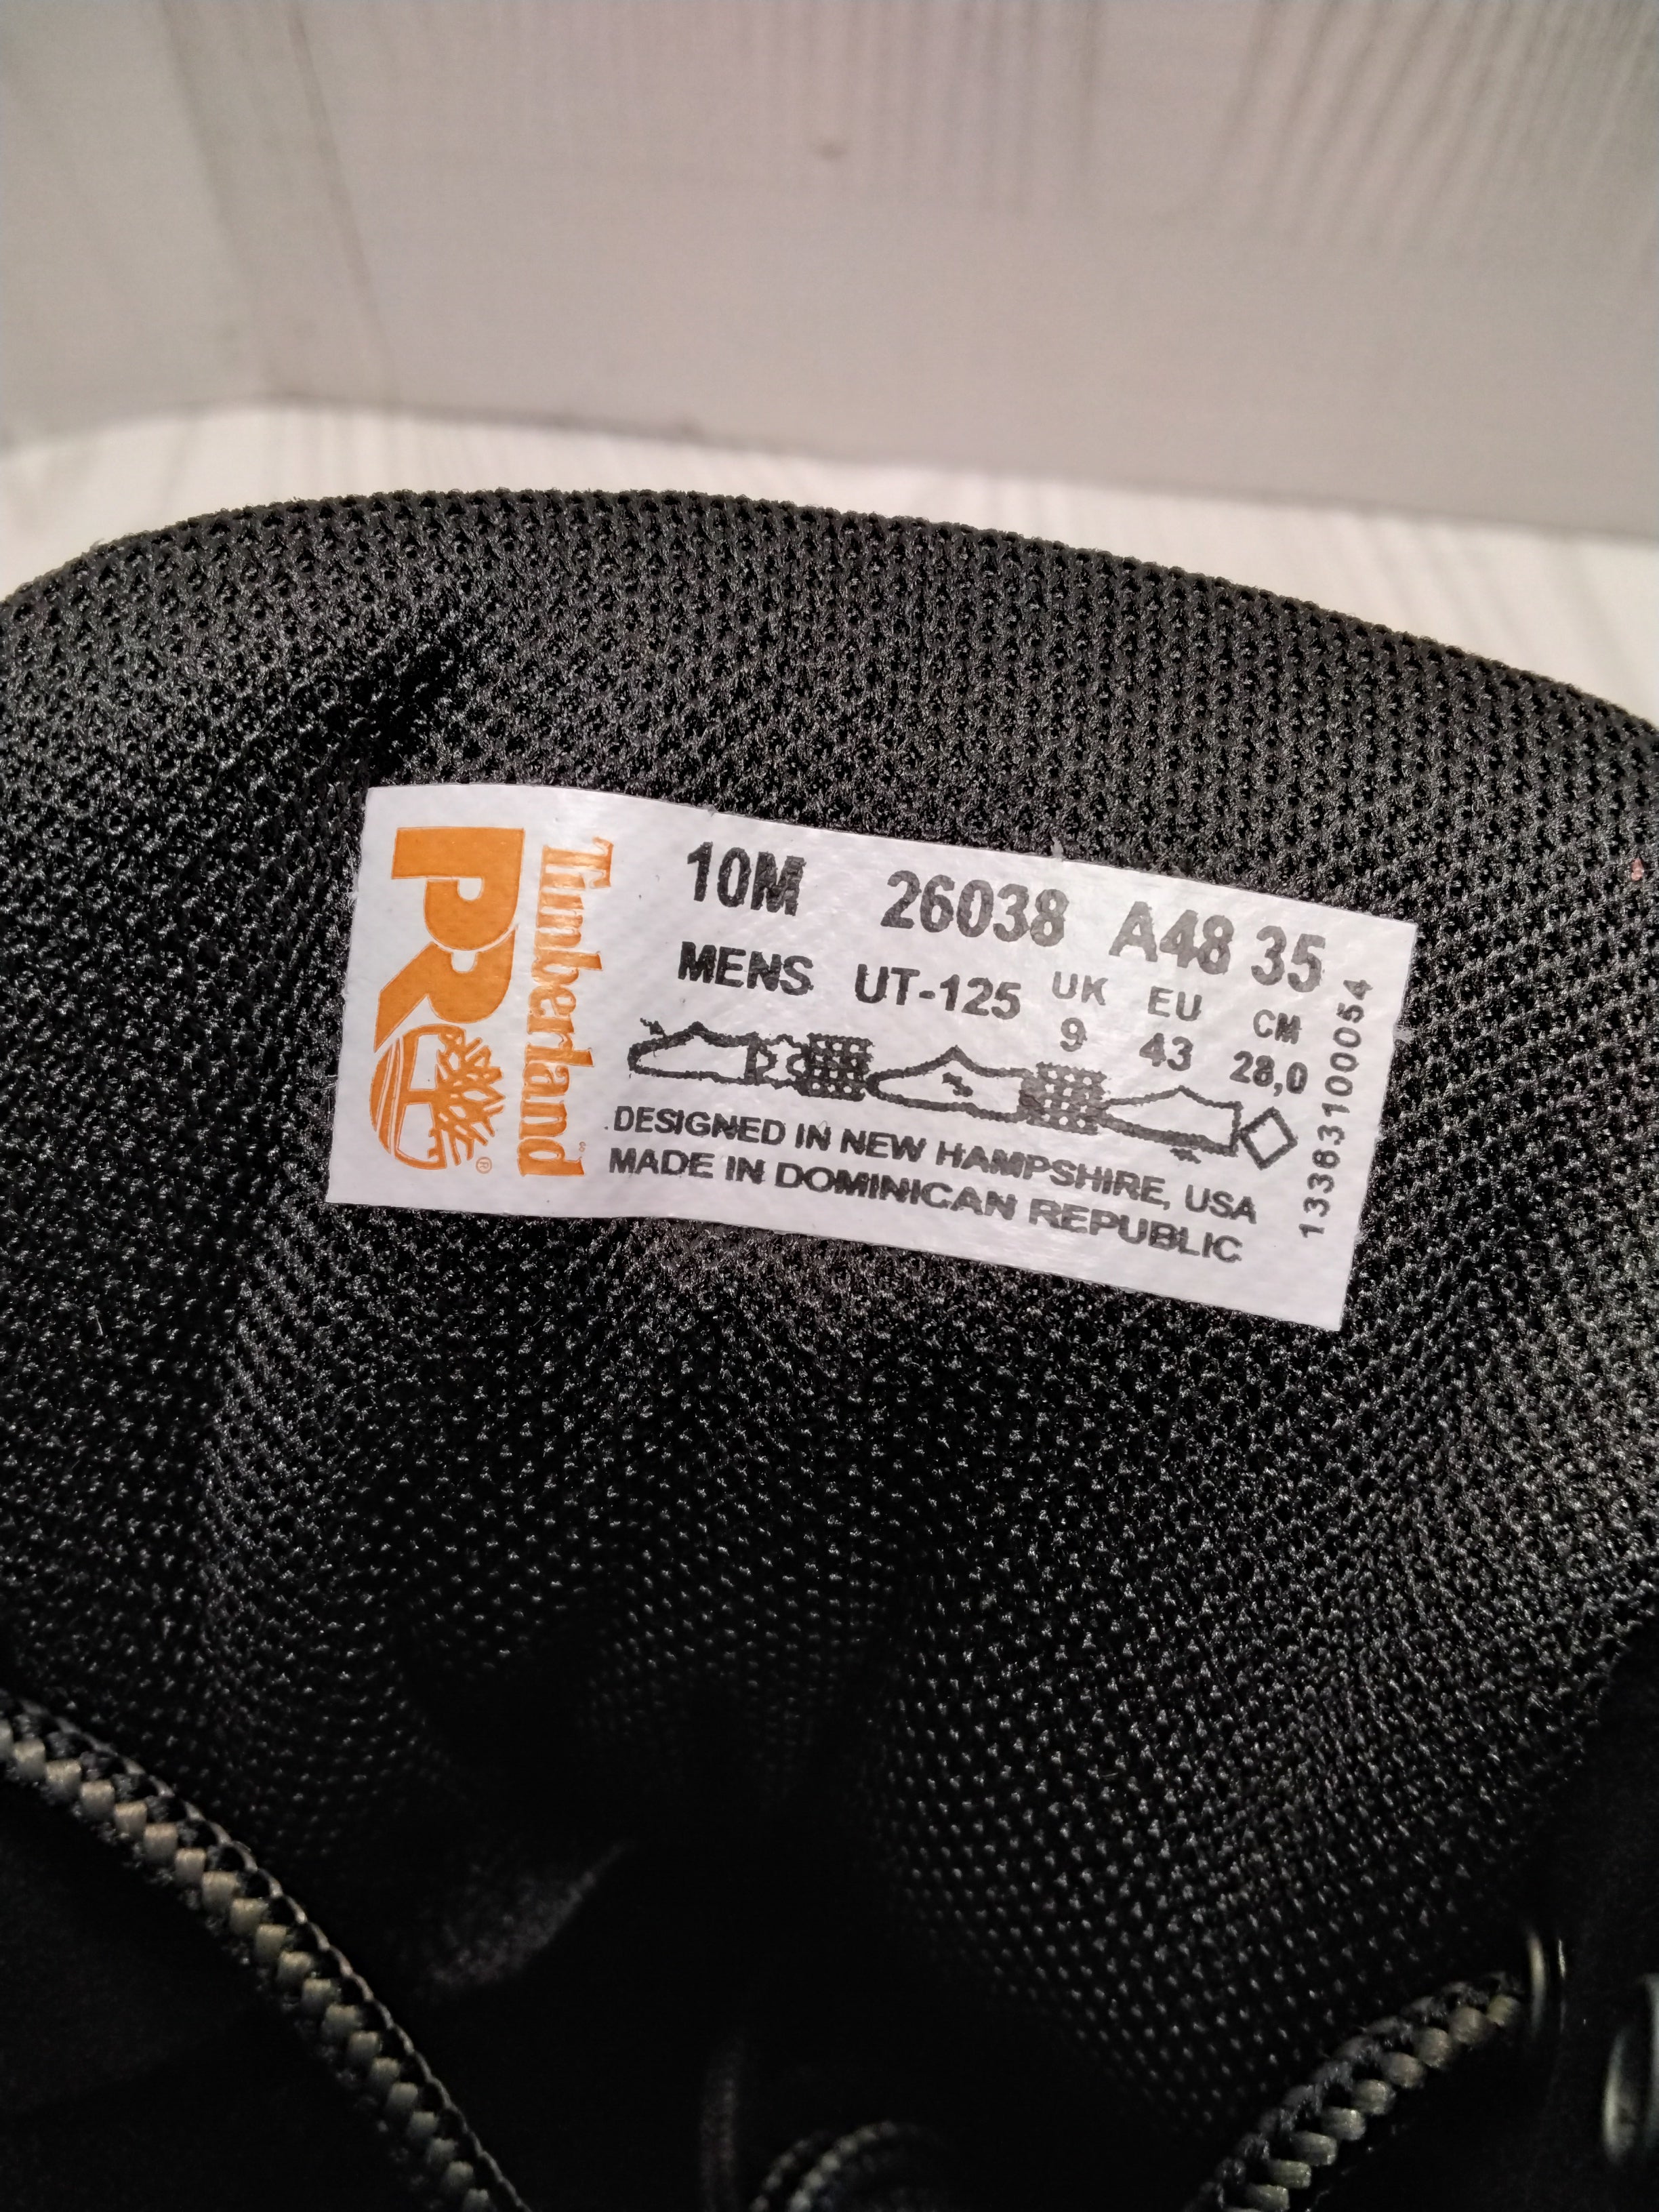 PRO®
Timberland
10M 26038 A48 35
MENS UT-125 UK EU CM
9 43 28,0
DESIGNED IN NEW HAMPSHIRE, USA
MADE IN DOMINICAN REPUBLIC
1336310005​4